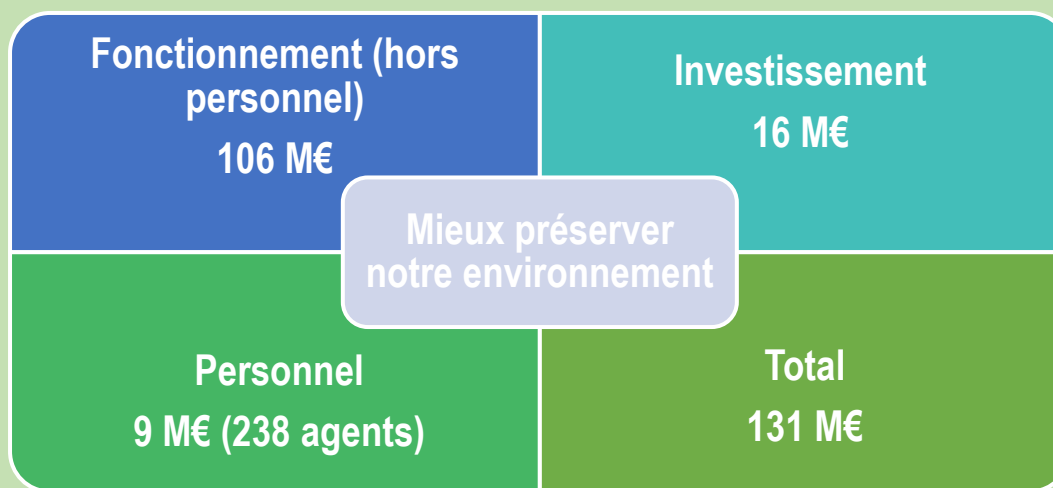 Fonctionnement (hors
personnel)
106 M€
Investissement
16 M€
Mieux préserver
notre environnement
Personnel
9 M€ (238 agents)
Total
131 M€